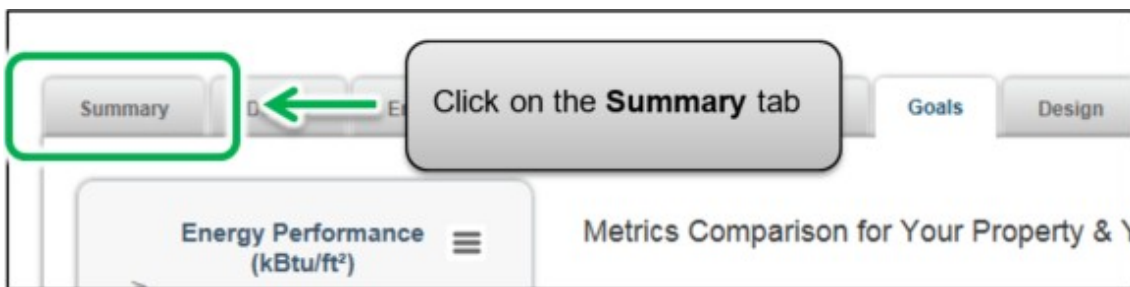 Summary
Click on the Summary tab
Goals
Design
Energy Performance
(kBtu/ft²)
Metrics Comparison for Your Property &